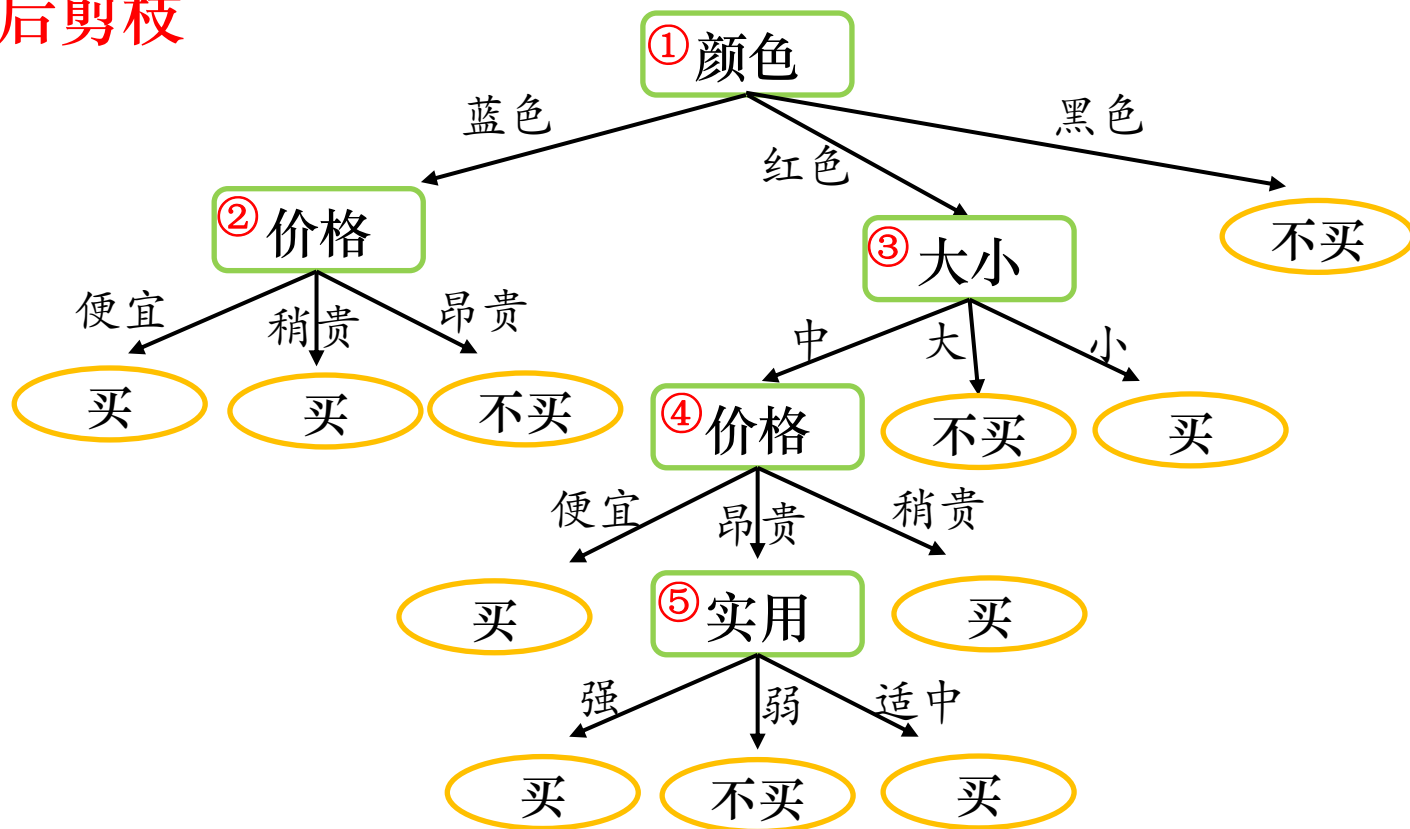 后剪枝
①颜色
蓝色
红色
黑色
②价格
③大小
不买
便宜
稍贵
昂贵
中
大
小
买
买
不买
④价格
不买
买
便宜
昂贵
稍贵
买
⑤实用
买
强
弱
适中
买
不买
买